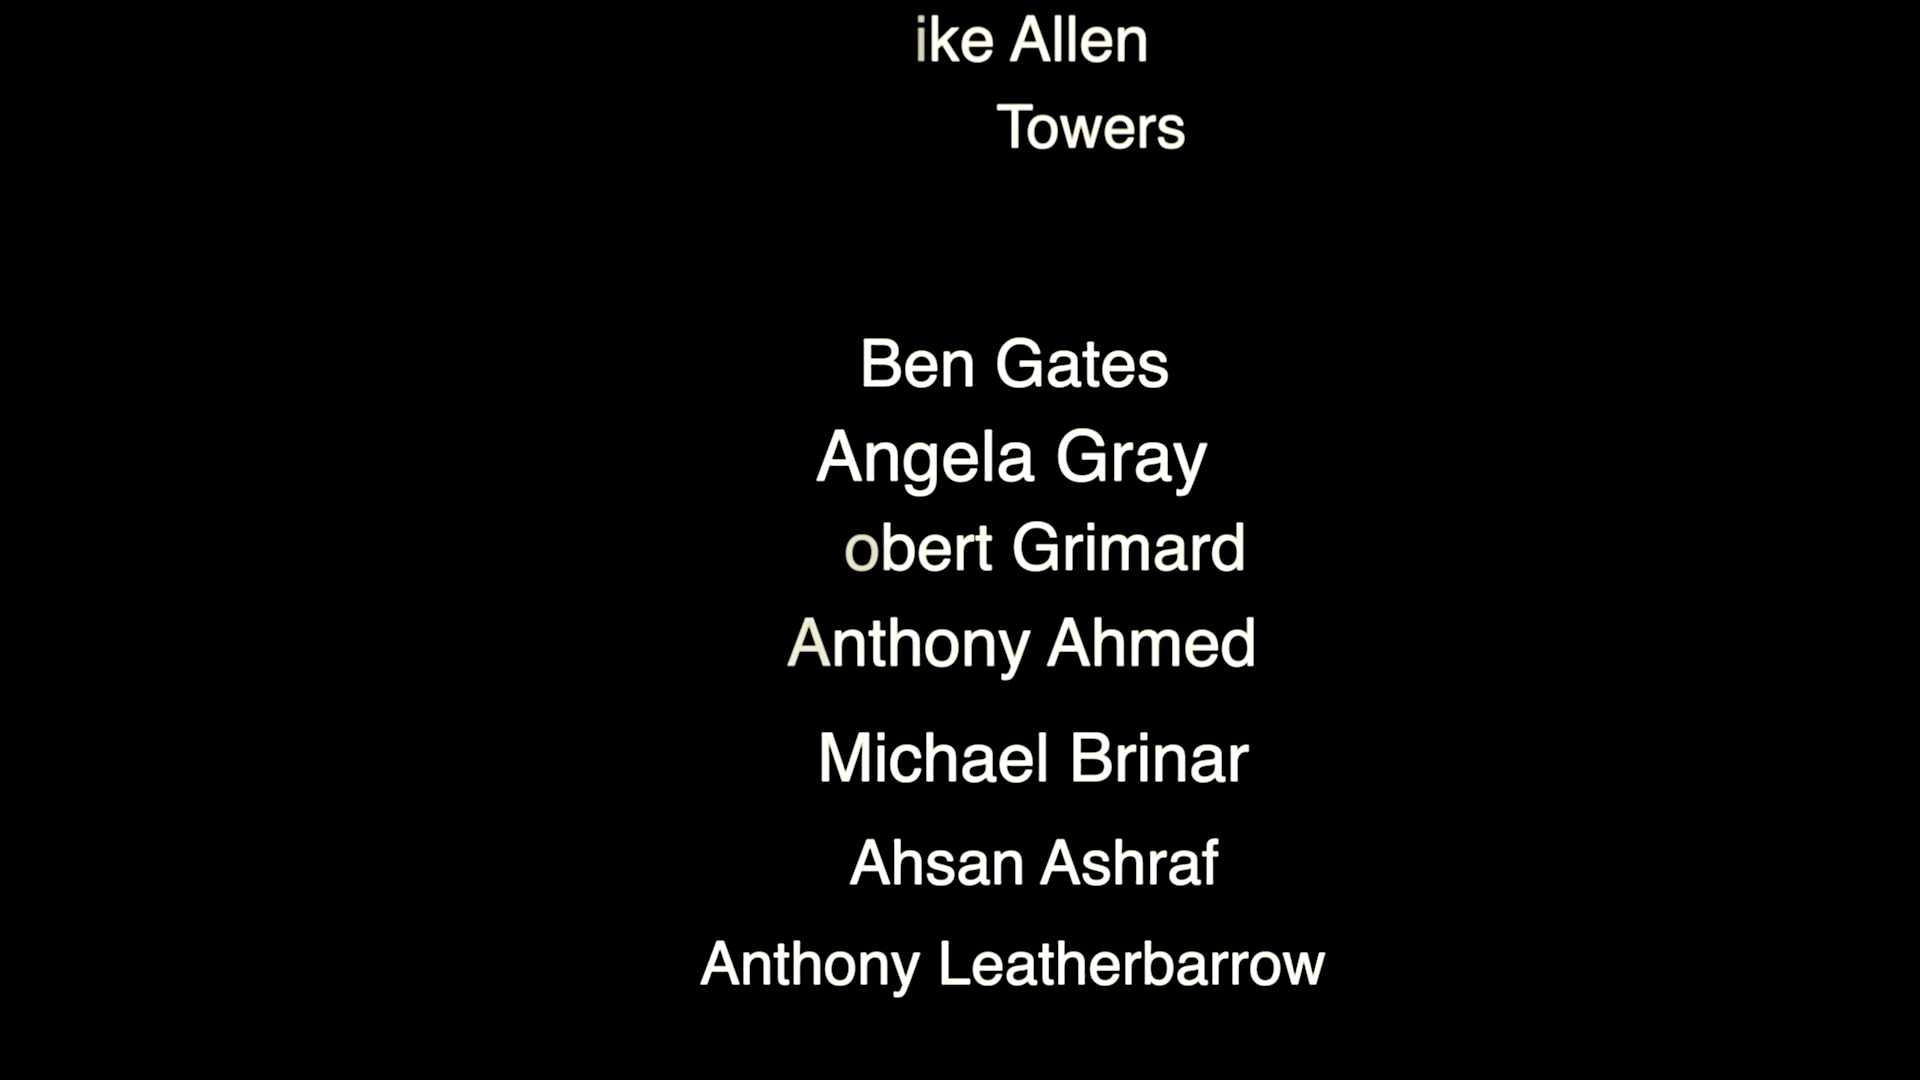 ike Allen
Towers
Ben Gates
Angela Gray
obert Grimard
Anthony Ahmed
Michael Brinar
Ahsan Ashraf
Anthony Leatherbarrow